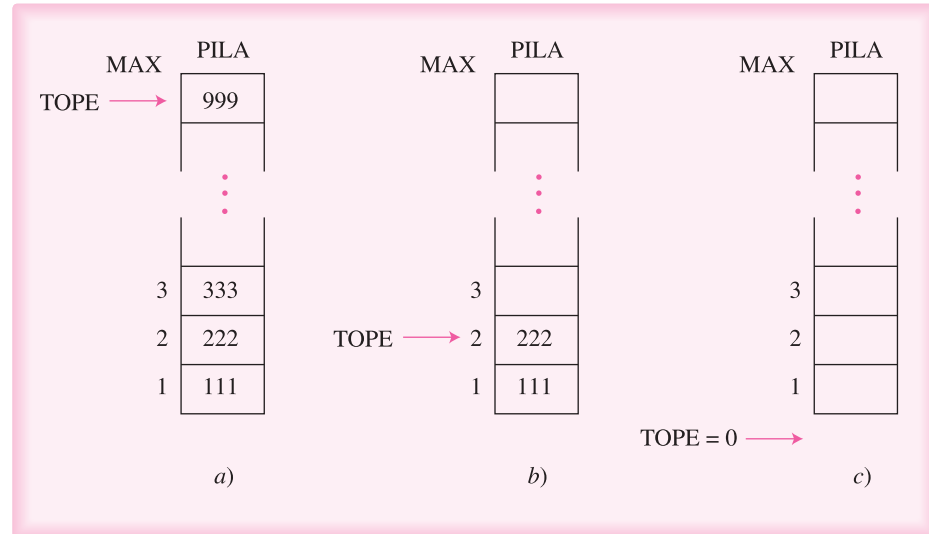 PILA PILA PILA
MAX MAX MAX
TOPE 999
3 333 3 3
2 222 TOPE 2 222 2
1 111 1 111 1
TOPE = 0
a) b) c)